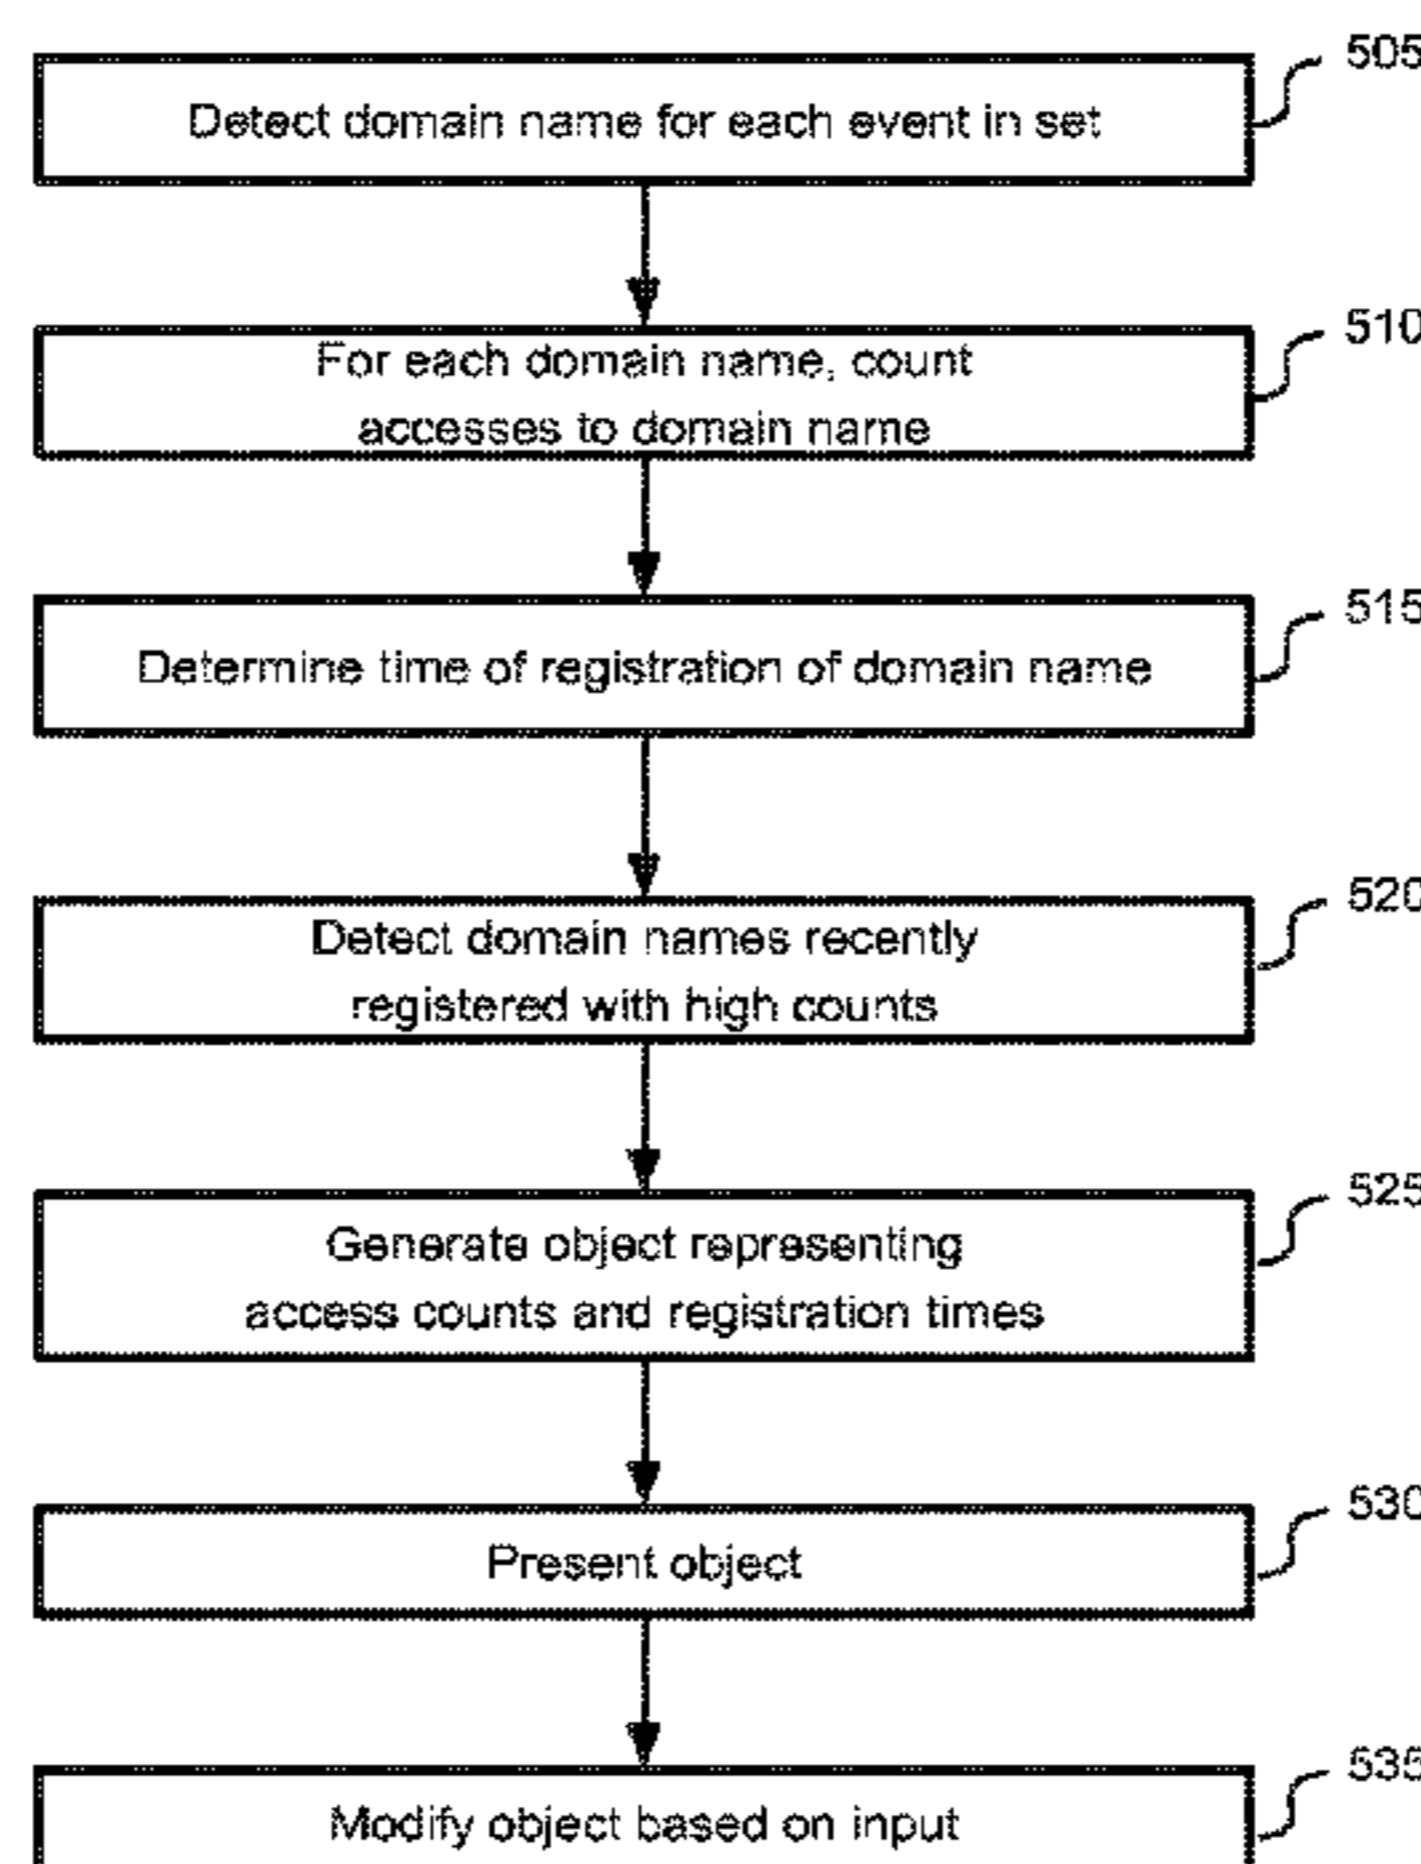 505
Detect domain name for each event in set
510
For each domain name, count
accesses to domain name
515
Determine time of registration of domain name
520
Detect domain names recently
registered with high counts
525
Generate object representing
access counts and registration times
530
Present object
535
Modify object based on input